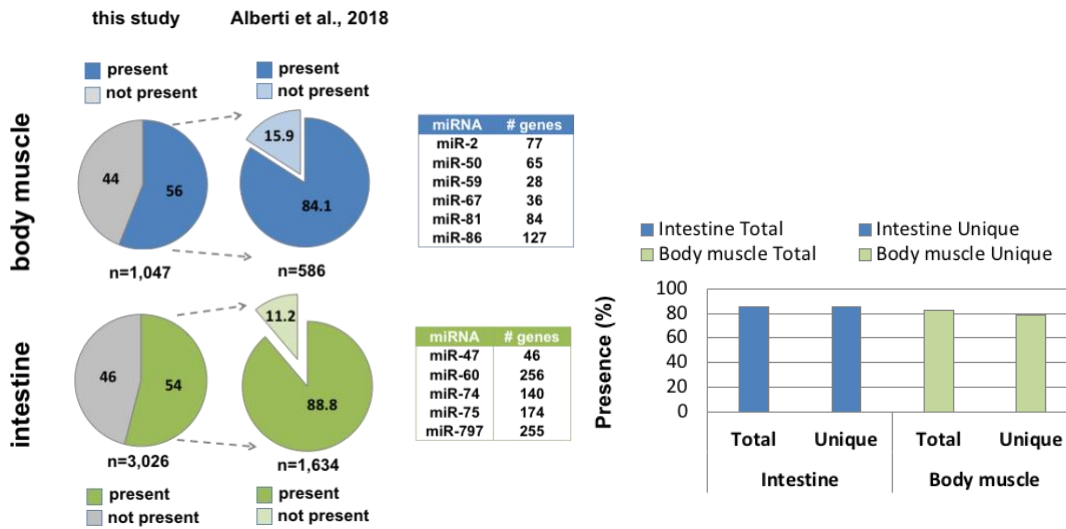 this study Alberti et al., 2018
present present
not present not present
body muscle
44 56
15.9
84.1
n=1,047 n=586
miRNA # genes
miR-2 77
miR-50 65
miR-59 28
miR-67 36
miR-81 84
miR-86 127
intestine
46 54
11.2
88.8
n=3,026 n=1,634
present present
not present not present
miRNA # genes
miR-47 46
miR-60 256
miR-74 140
miR-75 174
miR-797 255
Intestine Total Intestine Unique
Body muscle Total Body muscle Unique
Presence (%)
100
80
60
40
20
0
Total Unique Total Unique
Intestine Body muscle